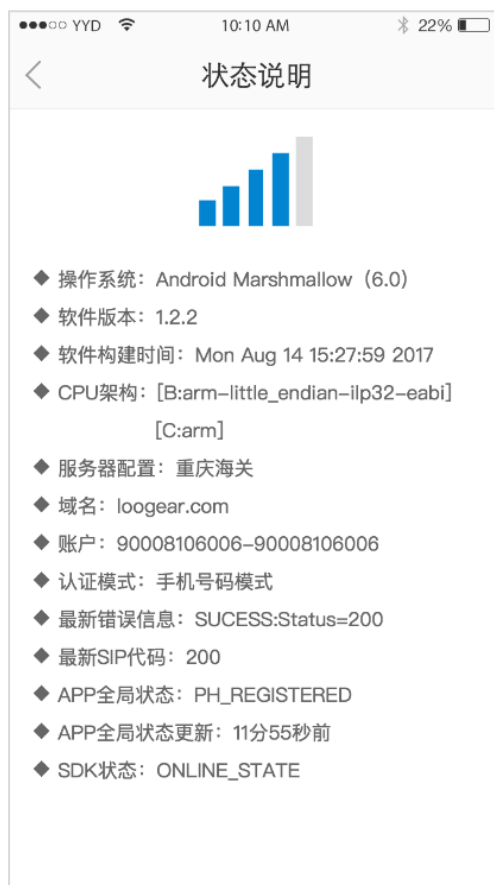 YYD 10:10 AM 22%
状态说明
操作系统：Android Marshmallow（6.0）
软件版本：1.2.2
软件构建时间：Mon Aug 14 15:27:59 2017
CPU架构：[B:arm-little_endian-ilp32-eabi]
[C:arm]
服务器配置：重庆海关
域名：loogear.com
账户：90008106006-90008106006
认证模式：手机号码模式
最新错误信息：SUCESS:Status=200
最新SIP代码：200
APP全局状态：PH_REGISTERED
APP全局状态更新：11分55秒前
SDK状态：ONLINE_STATE